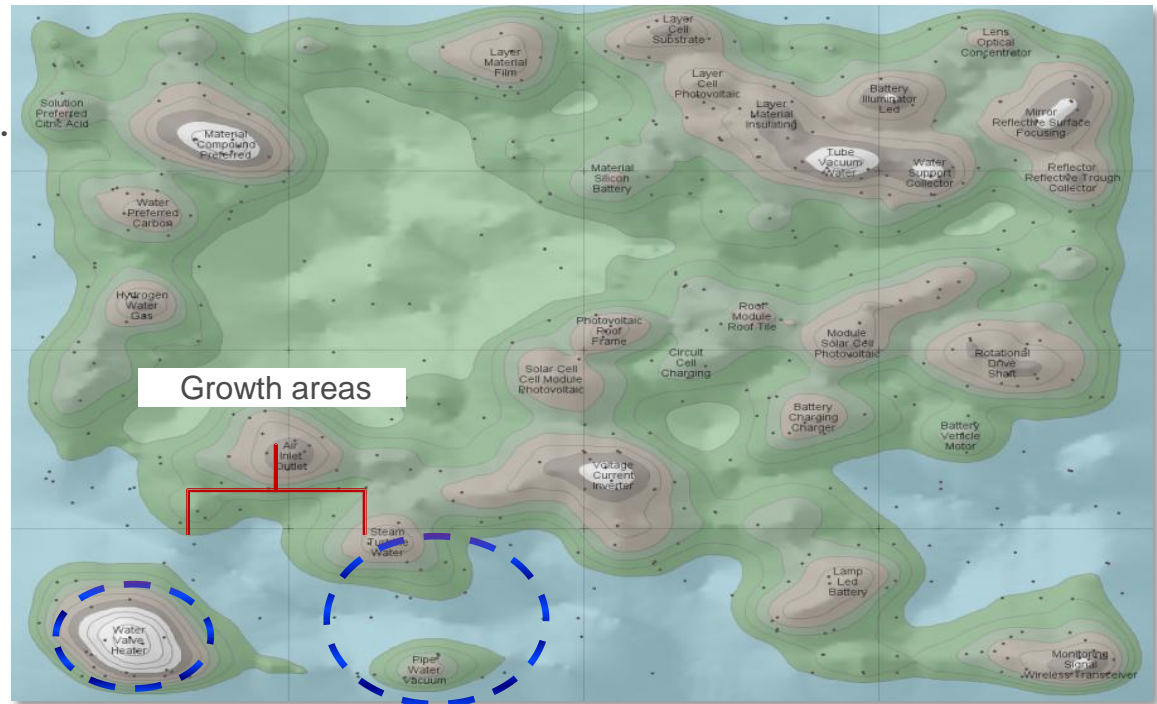 Layer
Cell
Substrate
Lens
Optical
Concentrator
Layer
Material
Film
Layer
Cell
Photovoltaic
Battery
Illuminator
Led
Solution
Preferred
Citric Acid
Layer
Material
Insulating
Mirror
Reflective Surface
Focusing
Material
Compound
Preferred
Tube
Vacuum
Water
Water
Support
Collector
Reflector
Reflective Trough
Collector
Material
Silicon
Battery
Water
Preferred
Carbon
Hydrogen
Water
Gas
Photovoltaic
Roof
Frame
Roof
Module
Roof Tile
Module
Solar Cell
Photovoltaic
Circuit
Cell
Charging
Rotational
Drive
Shaft
Solar Cell
Cell Module
Photovoltaic
Growth areas
Battery
Charging
Charger
Battery
Vehicle
Motor
Air
Inlet
Outlet
Voltage
Current
Inverter
Steam
Turbine
Water
Lamp
Led
Battery
Water
Valve
Heater
Pipe
Water
Vacuum
Monitoring
Signal
Wireless Transceiver